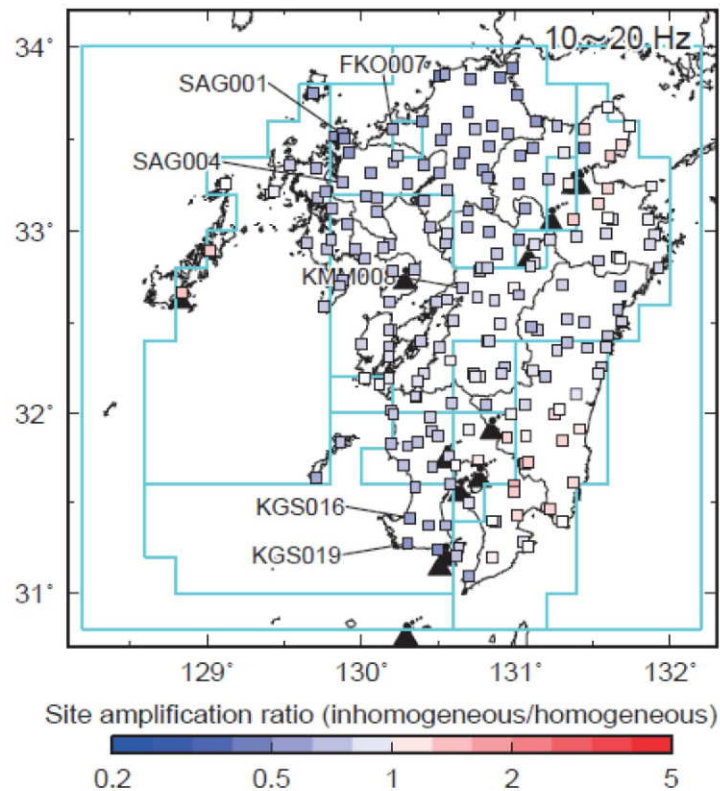 34°
10~20 Hz
FKO007
SAG001
SAG004
33°
KMM008
32°
KGS016
KGS019
31°
129° 130° 131° 132°
Site amplification ratio (inhomogeneous/homogeneous)
0.2 0.5 1 2 5